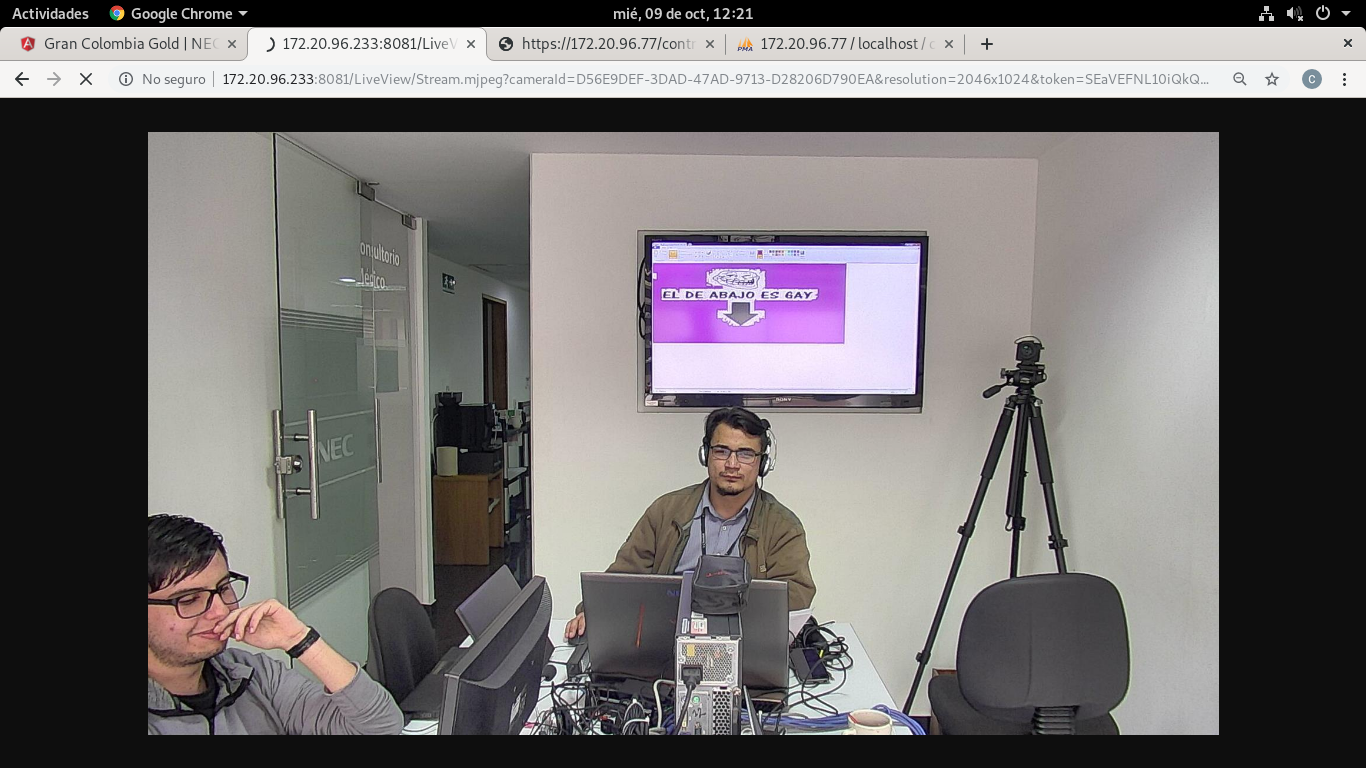 Actividades
Google Chrome
mié, 09 de oct, 12:21
Gran Colombia Gold | NEC
172.20.96.233:8081/LiveV
https://172.20.96.77/contr
PMA
172.20.96.77 / localhost / c
No seguro
172.20.96.233:8081/LiveView/Stream.mjpeg?cameraId=D56E9DEF-3DAD-47AD-9713-D28206D790EA&resolution=2046x1024&token=SEaVEFNL10iQkQ...
C
onsultorio
Médico
EL DE ABAJO ES GAY
SONY
NEC